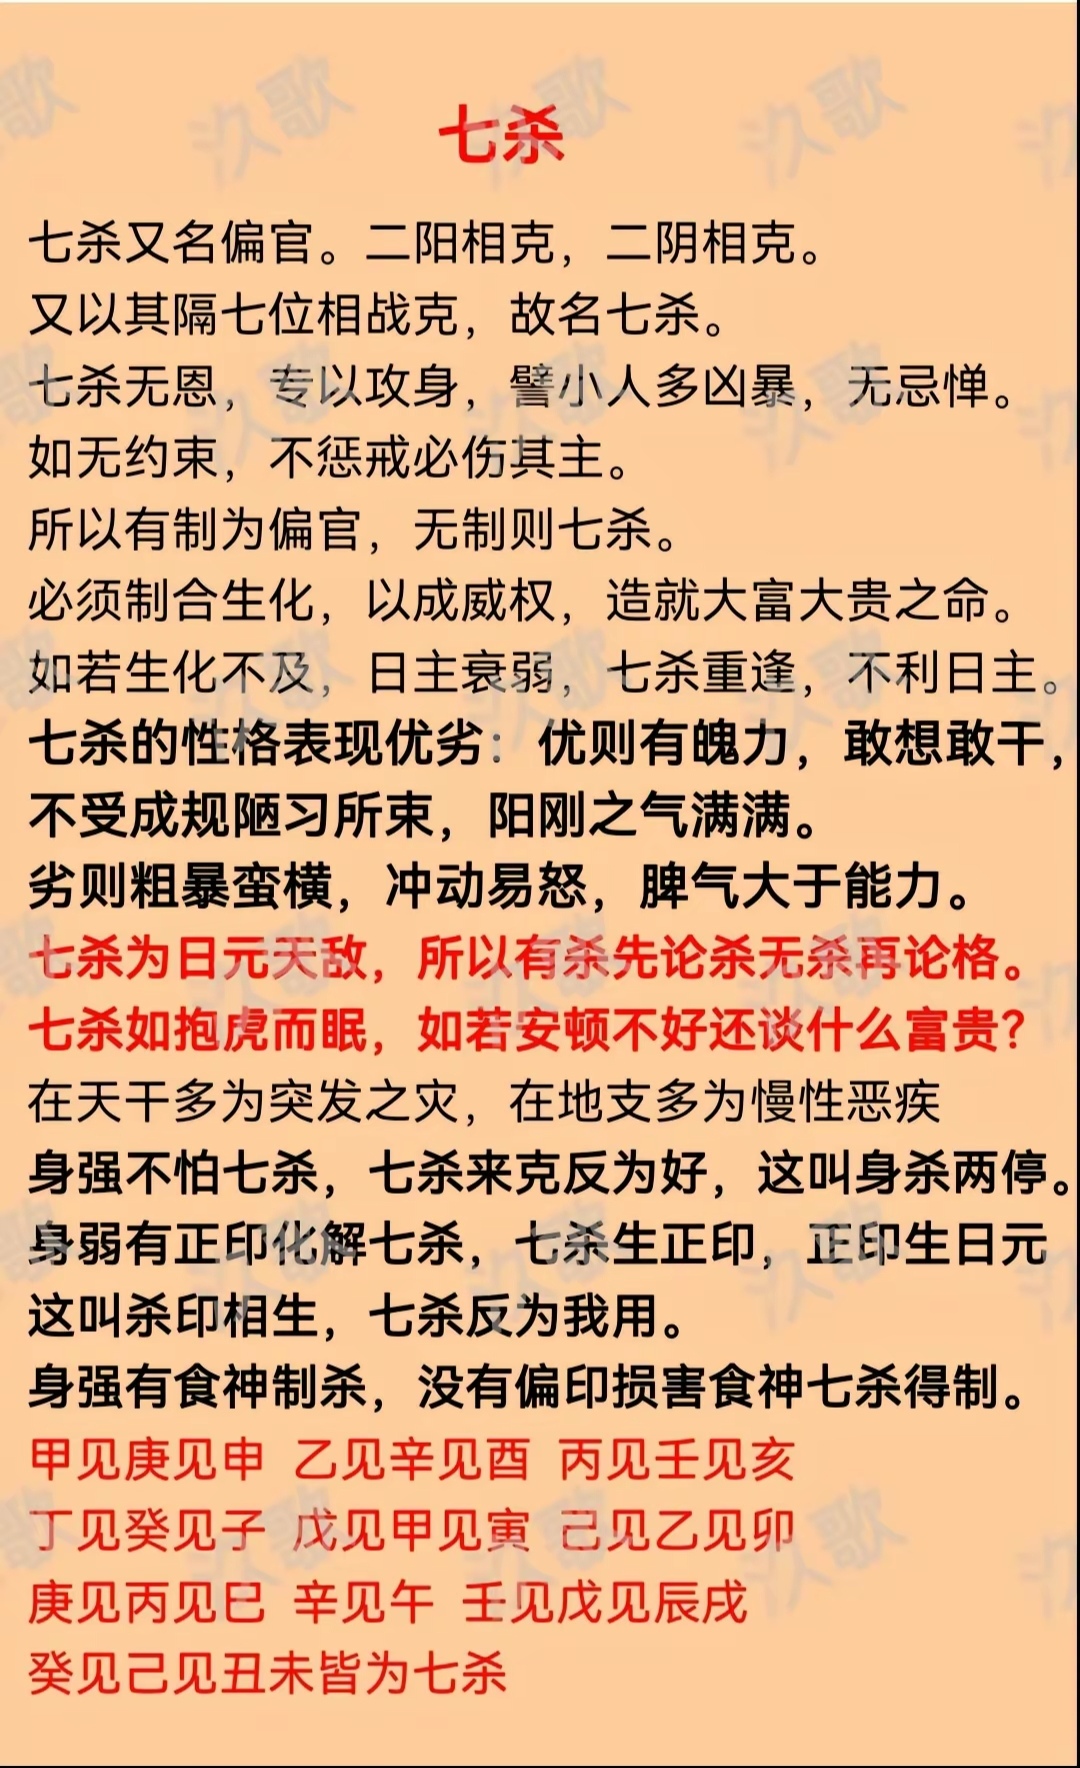 七杀
七杀又名偏官。二阳相克，二阴相克。
又以其隔七位相战克，故名七杀。
七杀无恩，专以攻身，譬小人多凶暴，无忌惮。
如无约束，不惩戒必伤其主。
所以有制为偏官，无制则七杀。
必须制合生化，以成威权，造就大富大贵之命。
如若生化不及，日主衰弱，七杀重逢，不利日主。
七杀的性格表现优劣：优则有魄力，敢想敢干，
不受成规陋习所束，阳刚之气满满。
劣则粗暴蛮横，冲动易怒，脾气大于能力。
七杀为日元天敌，所以有杀先论杀无杀再论格。
七杀如抱虎而眠，如若安顿不好还谈什么富贵？
在天干多为突发之灾，在地支多为慢性恶疾
身强不怕七杀，七杀来克反为好，这叫身杀两停。
身弱有正印化解七杀，七杀生正印，正印生日元
这叫杀印相生，七杀反为我用。
身强有食神制杀，没有偏印损害食神七杀得制。
甲见庚见申 乙见辛见酉 丙见壬见亥
丁见癸见子 戊见甲见寅 己见乙见卯
庚见丙见巳 辛见午 壬见戊见辰戌
癸见己见丑未皆为七杀
汣歌